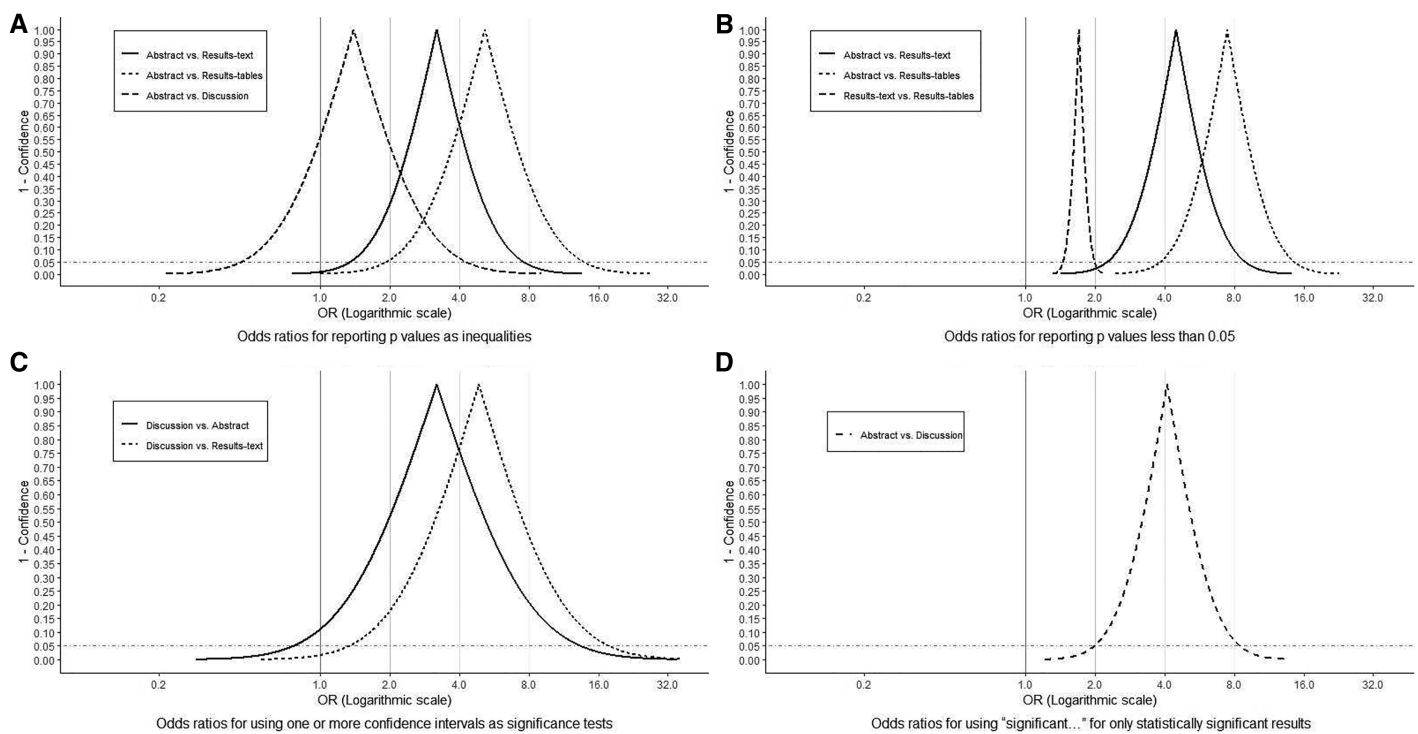 A
1 - Confidence
1.00
0.95
0.90
0.85
0.80
0.75
0.70
0.65
0.60
0.55
0.50
0.45
0.40
0.35
0.30
0.25
0.20
0.15
0.10
0.05
0.00
Abstract vs. Results-text
Abstract vs. Results-tables
Abstract vs. Discussion
0.2 1.0 2.0 4.0 8.0 16.0 32.0
OR (Logarithmic scale)
Odds ratios for reporting p values as inequalities
B
1 - Confidence
1.00
0.95
0.90
0.85
0.80
0.75
0.70
0.65
0.60
0.55
0.50
0.45
0.40
0.35
0.30
0.25
0.20
0.15
0.10
0.05
0.00
Abstract vs. Results-text
Abstract vs. Results-tables
Results-text vs. Results-tables
0.2 1.0 2.0 4.0 8.0 16.0 32.0
OR (Logarithmic scale)
Odds ratios for reporting p values less than 0.05
C
1 - Confidence
1.00
0.95
0.90
0.85
0.80
0.75
0.70
0.65
0.60
0.55
0.50
0.45
0.40
0.35
0.30
0.25
0.20
0.15
0.10
0.05
0.00
Discussion vs. Abstract
Discussion vs. Results-text
0.2 1.0 2.0 4.0 8.0 16.0 32.0
OR (Logarithmic scale)
Odds ratios for using one or more confidence intervals as significance tests
D
1 - Confidence
1.00
0.95
0.90
0.85
0.80
0.75
0.70
0.65
0.60
0.55
0.50
0.45
0.40
0.35
0.30
0.25
0.20
0.15
0.10
0.05
0.00
Abstract vs. Discussion
0.2 1.0 2.0 4.0 8.0 16.0 32.0
OR (Logarithmic scale)
Odds ratios for using “significant…” for only statistically significant results